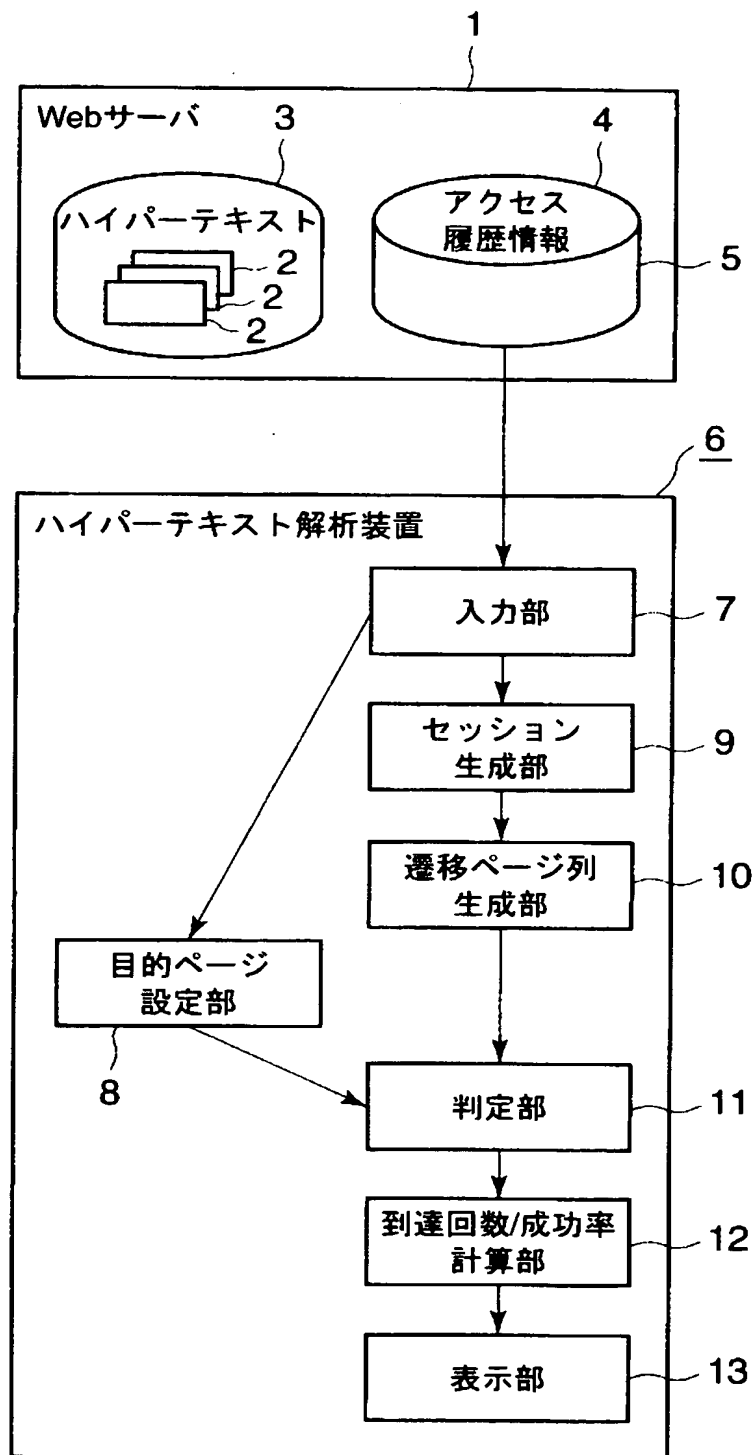 1
Webサーバ
3
4
ハイパーテキスト
2
2
2
アクセス
履歴情報
5
6
ハイパーテキスト解析装置
入力部
7
セッション
生成部
9
遷移ページ列
生成部
10
目的ページ
設定部
8
判定部
11
到達回数/成功率
計算部
12
表示部
13